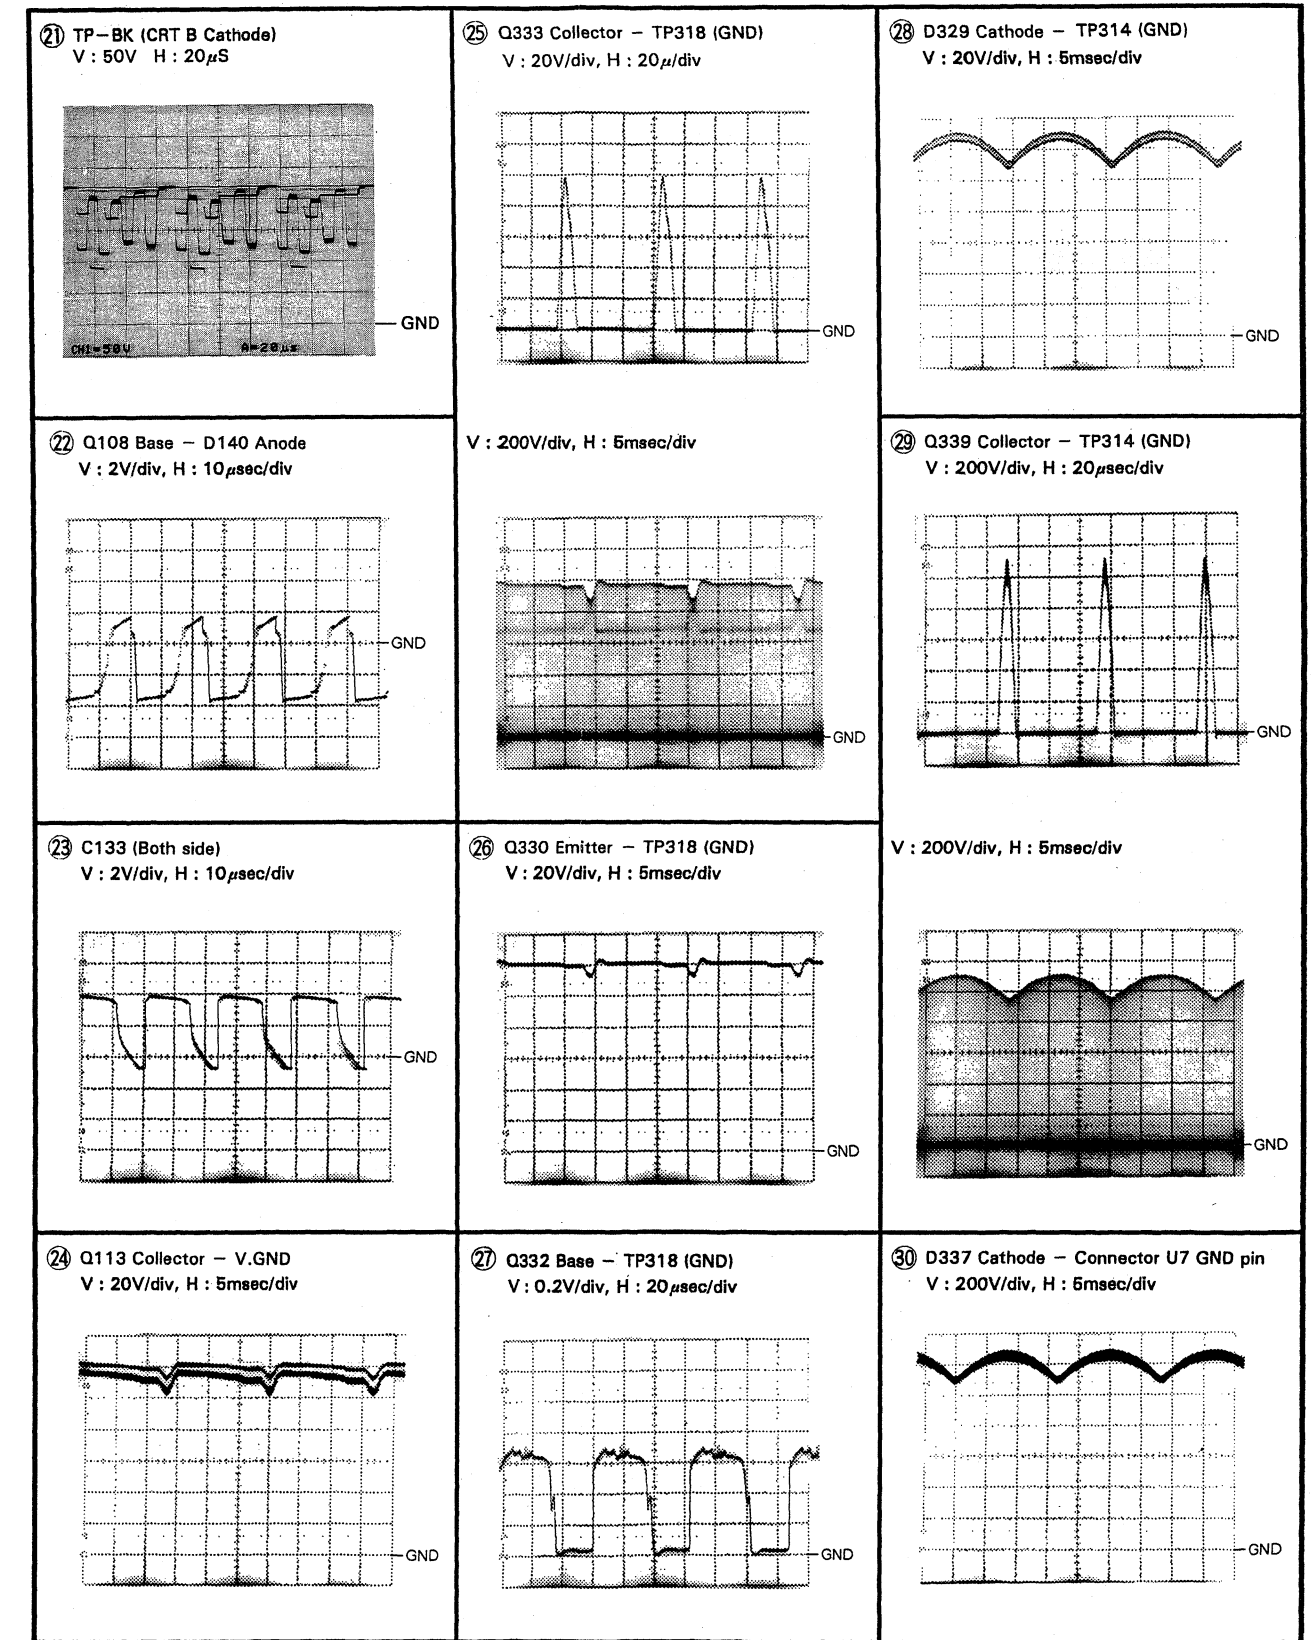 21 TP-BK (CRT B Cathode)
V : 50V H : 20μS
GND
CH1=50V A=20μs
22 Q108 Base - D140 Anode
V : 2V/div, H : 10μsec/div
GND
23 C133 (Both side)
V : 2V/div, H : 10μsec/div
GND
24 Q113 Collector - V.GND
V : 20V/div, H : 5msec/div
GND
25 Q333 Collector - TP318 (GND)
V : 20V/div, H : 20μ/div
GND
V : 200V/div, H : 5msec/div
GND
26 Q330 Emitter - TP318 (GND)
V : 20V/div, H : 5msec/div
GND
27 Q332 Base - TP318 (GND)
V : 0.2V/div, H : 20μsec/div
GND
28 D329 Cathode - TP314 (GND)
V : 20V/div, H : 5msec/div
GND
29 Q339 Collector - TP314 (GND)
V : 200V/div, H : 20μsec/div
GND
V : 200V/div, H : 5msec/div
GND
30 D337 Cathode - Connector U7 GND pin
V : 200V/div, H : 5msec/div
GND